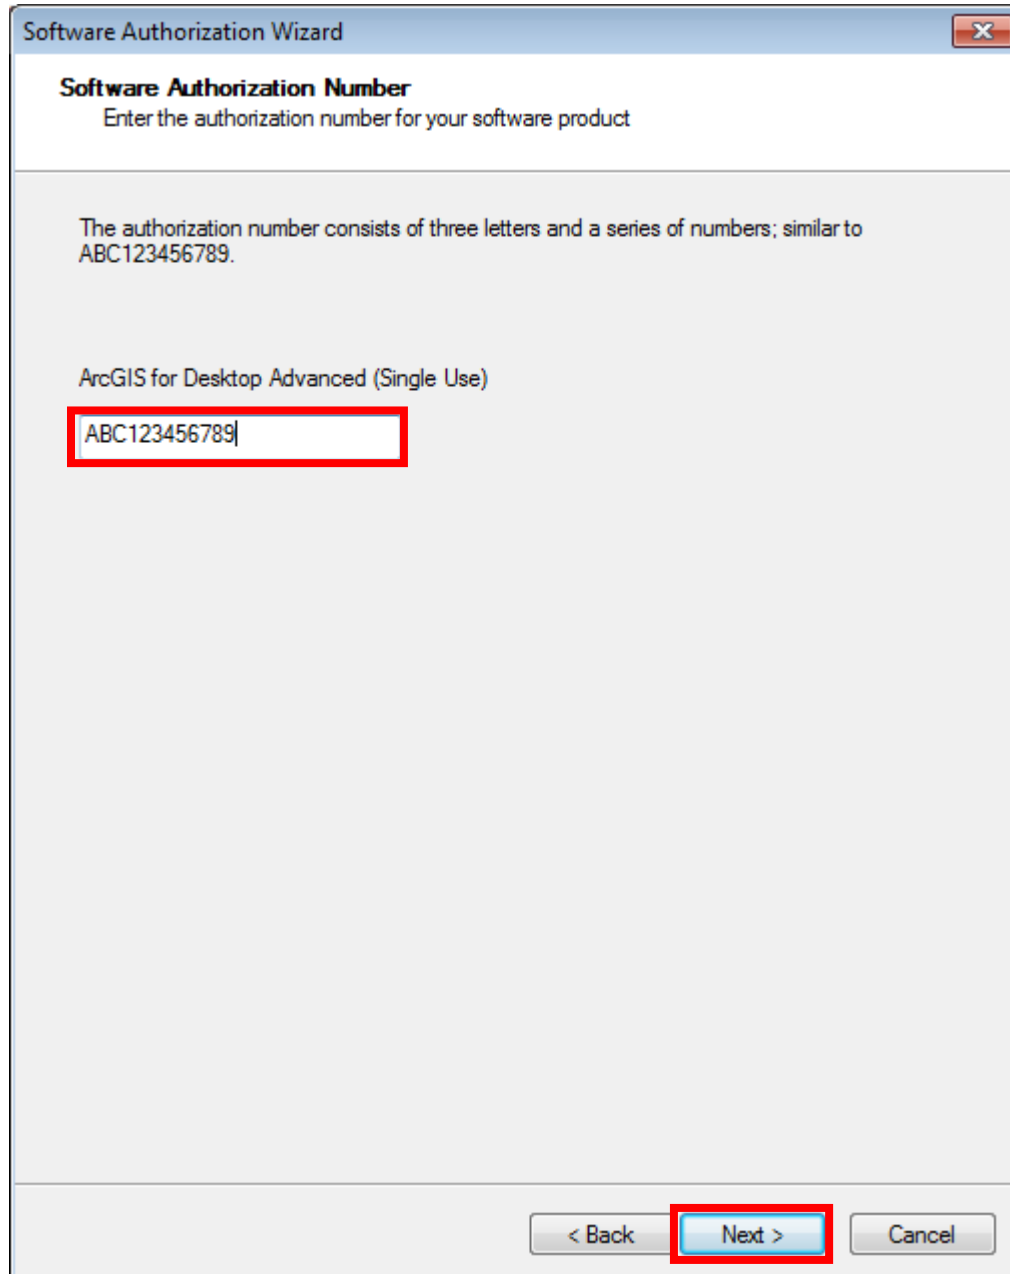 Software Authorization Wizard
Software Authorization Number
Enter the authorization number for your software product
The authorization number consists of three letters and a series of numbers; similar to
ABC123456789.
ArcGIS for Desktop Advanced (Single Use)
ABC123456789
< Back Next > Cancel